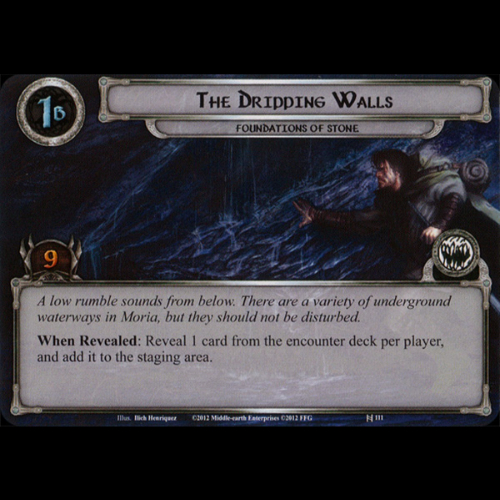 1B
THE DRIPPING WALLS
FOUNDATIONS OF STONE
9
A low rumble sounds from below. There are a variety of underground
waterways in Moria, but they should not be disturbed.
When Revealed: Reveal 1 card from the encounter deck per player,
and add it to the staging area.
Illus. Ilich Henriquez ©2012 Middle-earth Enterprises ©2012 FFG 111